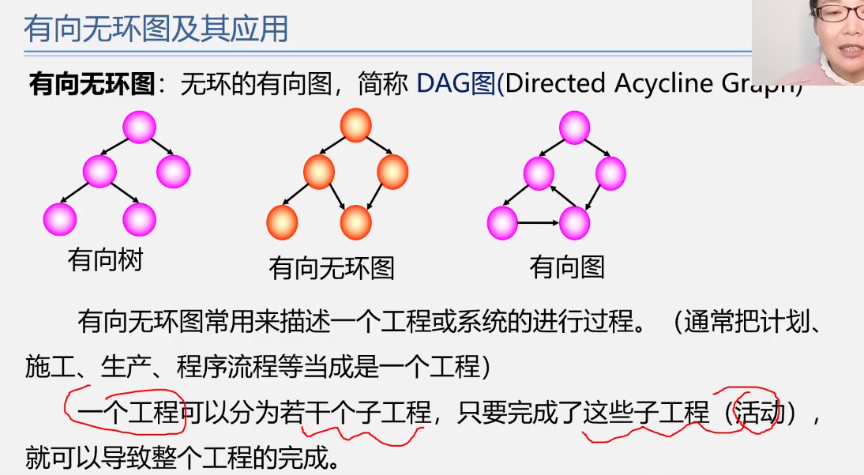 有向无环图及其应用
有向无环图：无环的有向图，简称 DAG图(Directed Acycline Graph)
有向树
有向无环图
有向图
有向无环图常用来描述一个工程或系统的进行过程。（通常把计划、
施工、生产、程序流程等当成是一个工程）
一个工程可以分为若干个子工程，只要完成了这些子工程（活动），
就可以导致整个工程的完成。